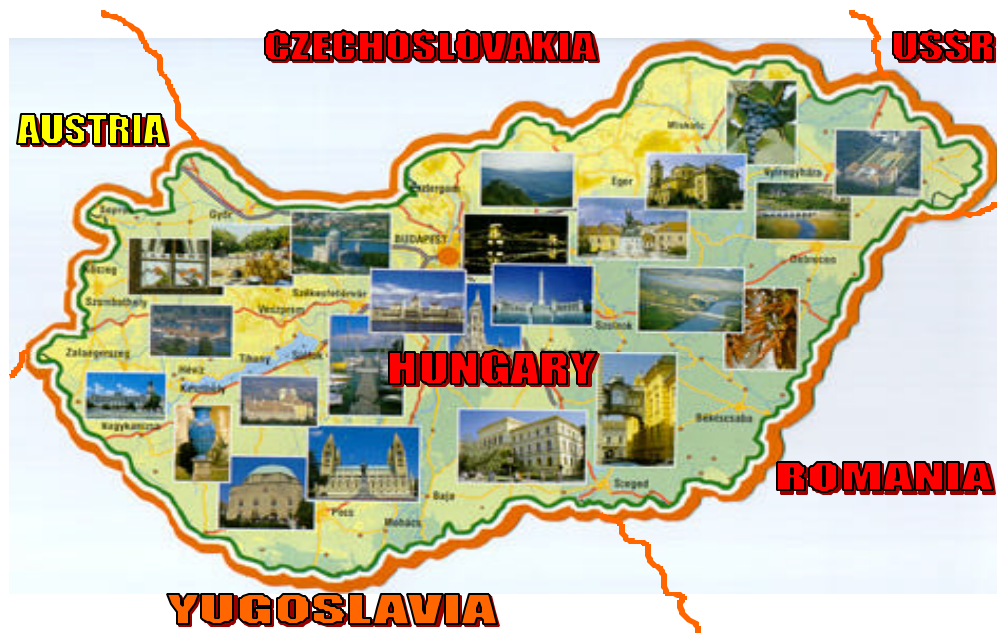 CZECHOSLOVAKIA
USSR
AUSTRIA
Miskolc
Nyíregyháza
Eger
Esztergom
Sopron
Győr
BUDAPEST
Debrecen
Kőszeg
Szombathely
Székesfehérvár
Veszprém
Szolnok
Zalaegerszeg
Tihany
Siófok
HUNGARY
Hévíz
Keszthely
Nagykanizsa
Békéscsaba
ROMANIA
Szeged
Baja
Pécs
Mohács
YUGOSLAVIA